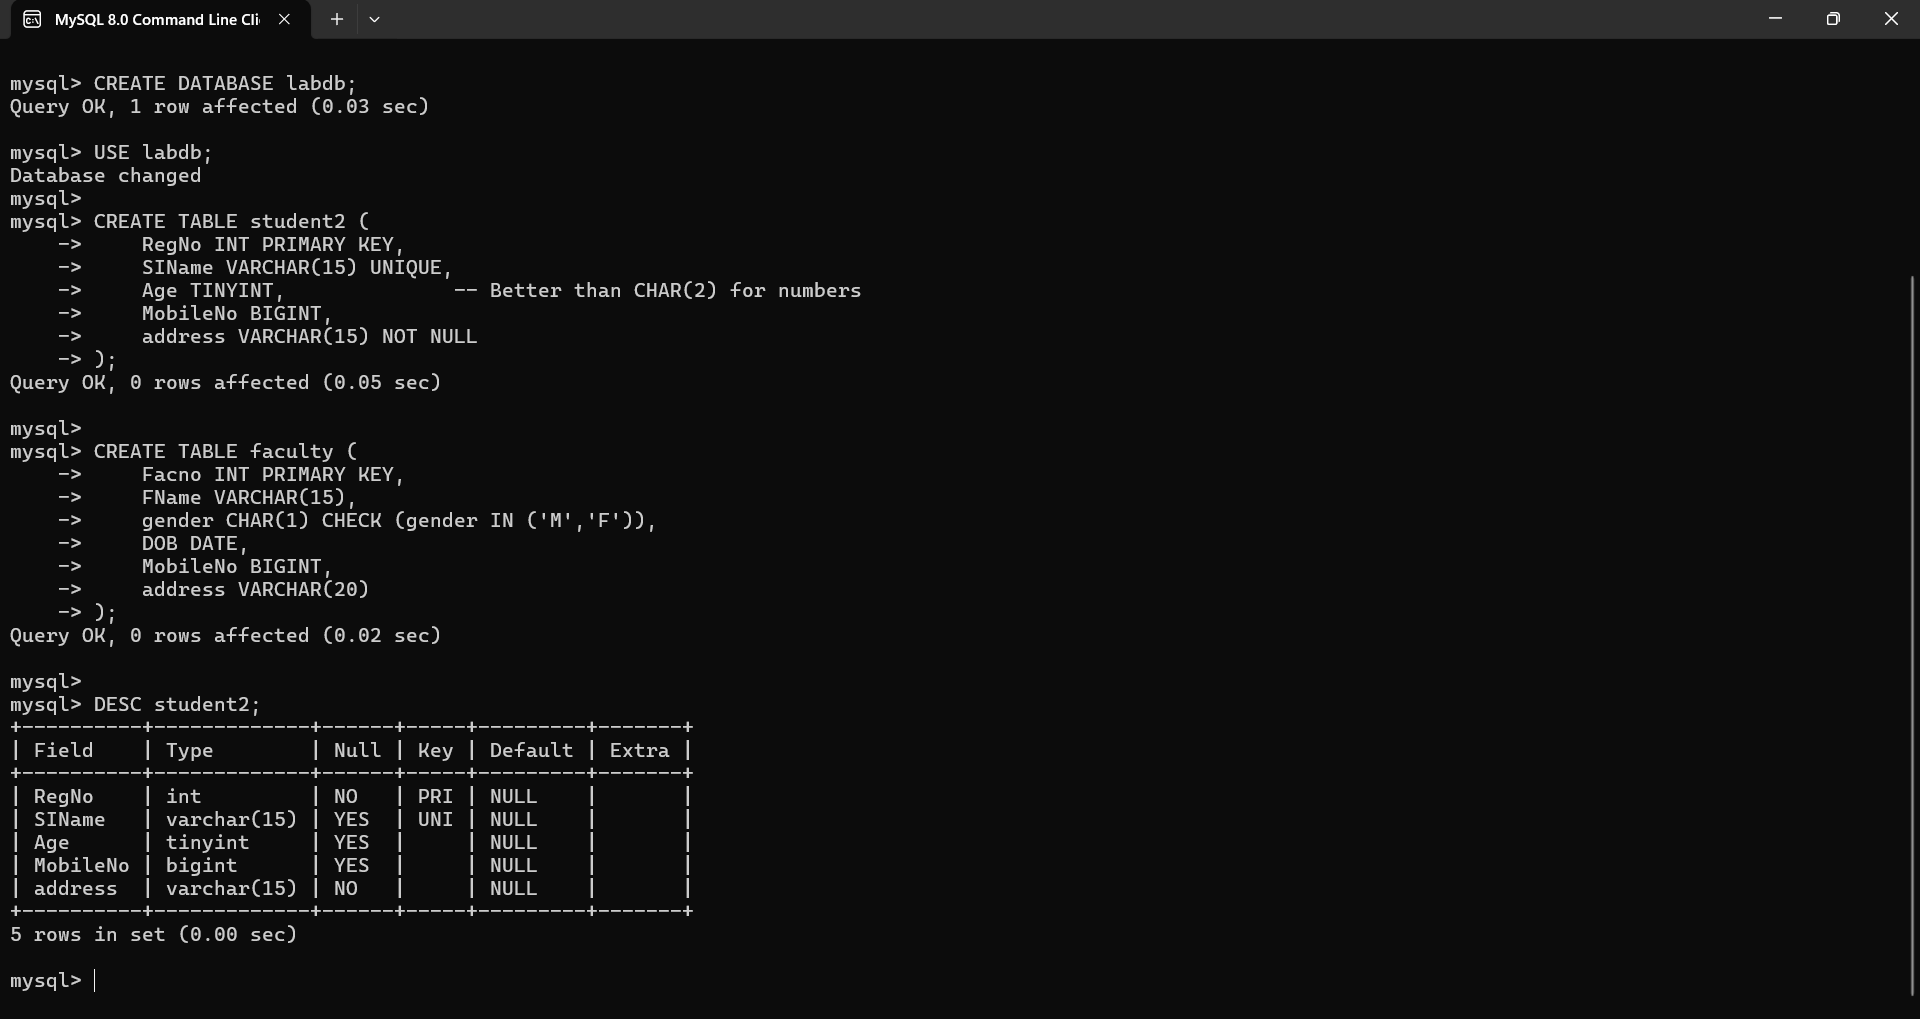 MySQL 8.0 Command Line Cli
mysql> CREATE DATABASE labdb;
Query OK, 1 row affected (0.03 sec)
mysql> USE labdb;
Database changed
mysql>
mysql> CREATE TABLE student2 (
    ->     RegNo INT PRIMARY KEY,
    ->     SIName VARCHAR(15) UNIQUE,
    ->     Age TINYINT,              -- Better than CHAR(2) for numbers
    ->     MobileNo BIGINT,
    ->     address VARCHAR(15) NOT NULL
    -> );
Query OK, 0 rows affected (0.05 sec)
mysql>
mysql> CREATE TABLE faculty (
    ->     Facno INT PRIMARY KEY,
    ->     FName VARCHAR(15),
    ->     gender CHAR(1) CHECK (gender IN ('M','F')),
    ->     DOB DATE,
    ->     MobileNo BIGINT,
    ->     address VARCHAR(20)
    -> );
Query OK, 0 rows affected (0.02 sec)
mysql>
mysql> DESC student2;
+----------+-------------+------+-----+---------+-------+
| Field    | Type        | Null | Key | Default | Extra |
+----------+-------------+------+-----+---------+-------+
| RegNo    | int         | NO   | PRI | NULL    |       |
| SIName   | varchar(15) | YES  | UNI | NULL    |       |
| Age      | tinyint     | YES  |     | NULL    |       |
| MobileNo | bigint      | YES  |     | NULL    |       |
| address  | varchar(15) | NO   |     | NULL    |       |
+----------+-------------+------+-----+---------+-------+
5 rows in set (0.00 sec)
mysql>